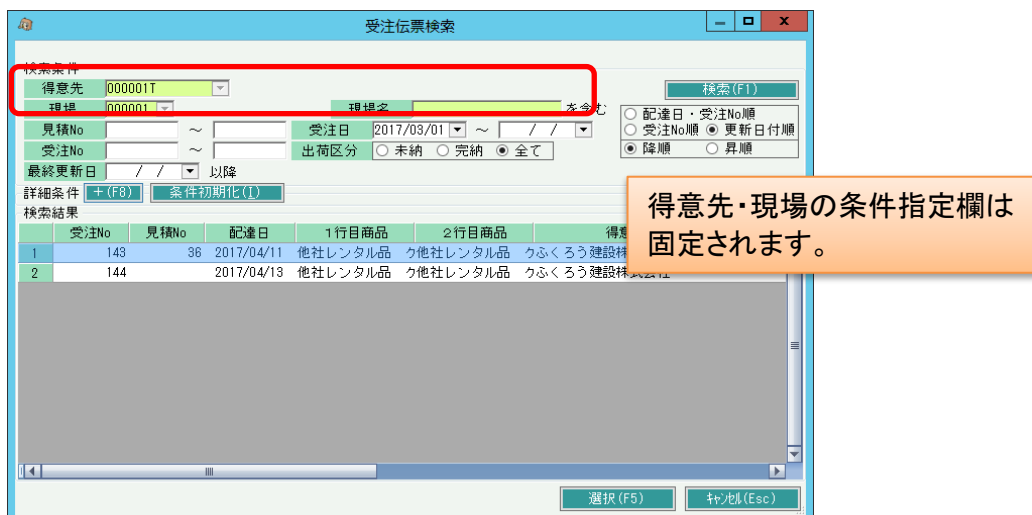 受注伝票検索
検索条件
得意先 000001T 検索(F1)
現場 000001 現場名 を含む
配達日・受注No順
見積No ～ 受注日 2017/03/01 ～ / / 受注No順 更新日付順
受注No ～ 出荷区分 未納 完納 全て 降順 昇順
最終更新日 / / 以降
詳細条件 +(F8) 条件初期化(I)
検索結果
受注No 見積No 配達日 1行目商品 2行目商品 得意
1 143 36 2017/04/11 他社レンタル品 ク他社レンタル品 クふくろう建設株
2 144 2017/04/13 他社レンタル品 ク他社レンタル品 クふくろう建設株式会社
得意先・現場の条件指定欄は
固定されます。
選択(F5) ｷｬﾝｾﾙ(Esc)